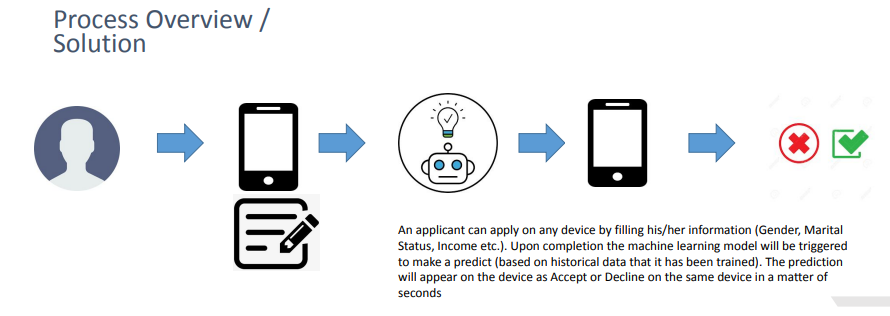 Process Overview /
Solution
An applicant can apply on any device by filling his/her information (Gender, Marital
Status, Income etc.). Upon completion the machine learning model will be triggered
to make a predict (based on historical data that it has been trained). The prediction
will appear on the device as Accept or Decline on the same device in a matter of
seconds